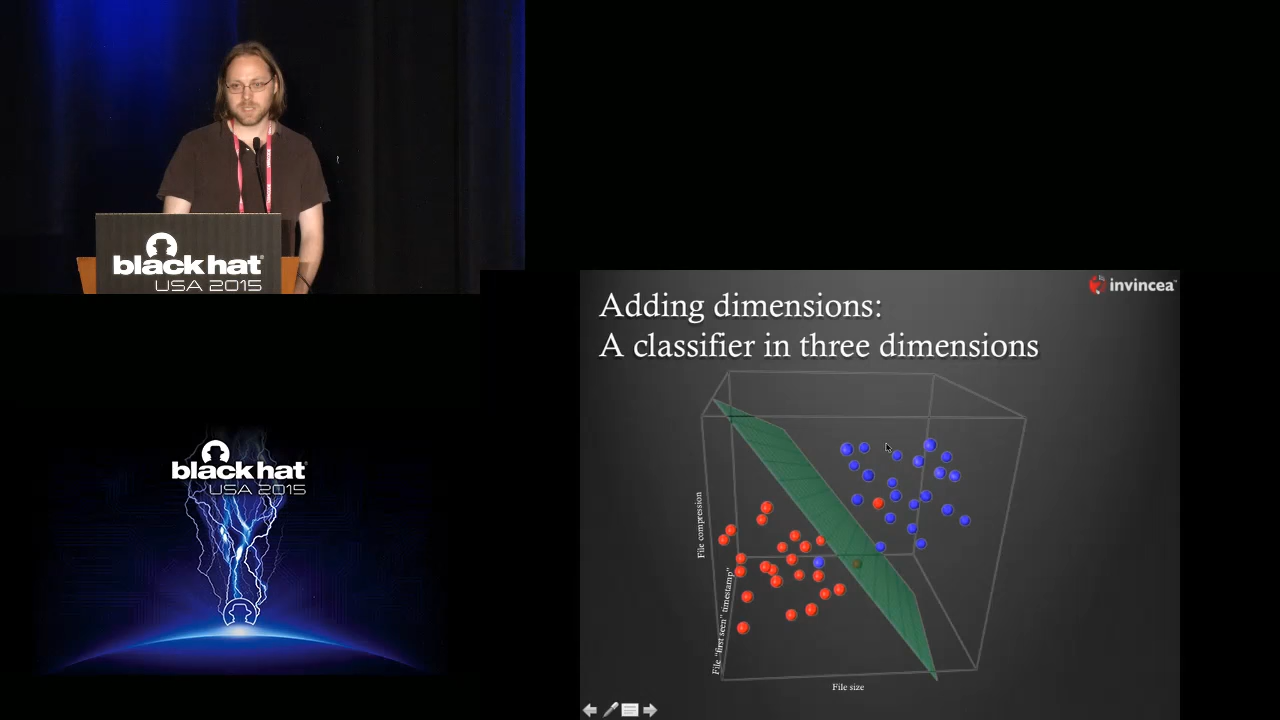 black hat
USA 2015
black hat
USA 2015
invincea
Adding dimensions:
A classifier in three dimensions
File compression
File "first seen" timestamp"
File size